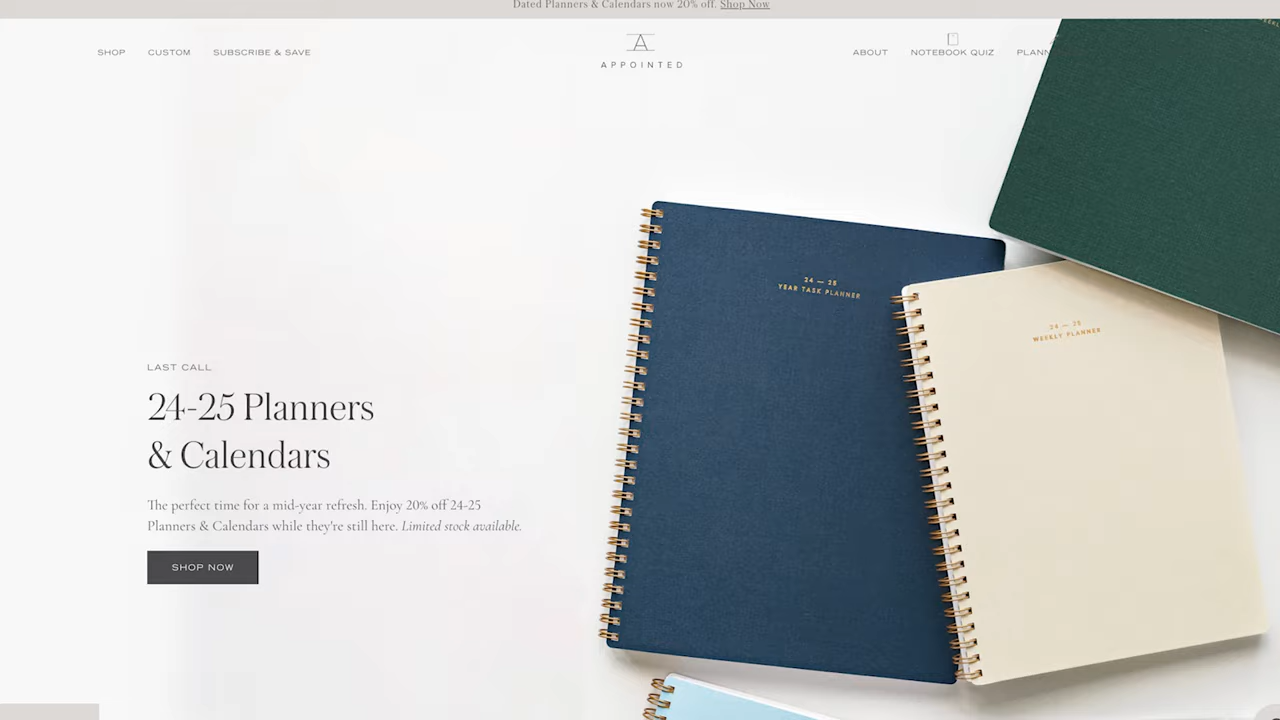 Dated Planners & Calendars now 20% off. Shop Now
SHOP CUSTOM SUBSCRIBE & SAVE
A
APPOINTED
ABOUT NOTEBOOK QUIZ
24 — 25
YEAR TASK PLANNER
24 — 25
WEEKLY PLANNER
LAST CALL
24-25 Planners
& Calendars
The perfect time for a mid-year refresh. Enjoy 20% off 24-25
Planners & Calendars while they're still here. Limited stock available.
SHOP NOW